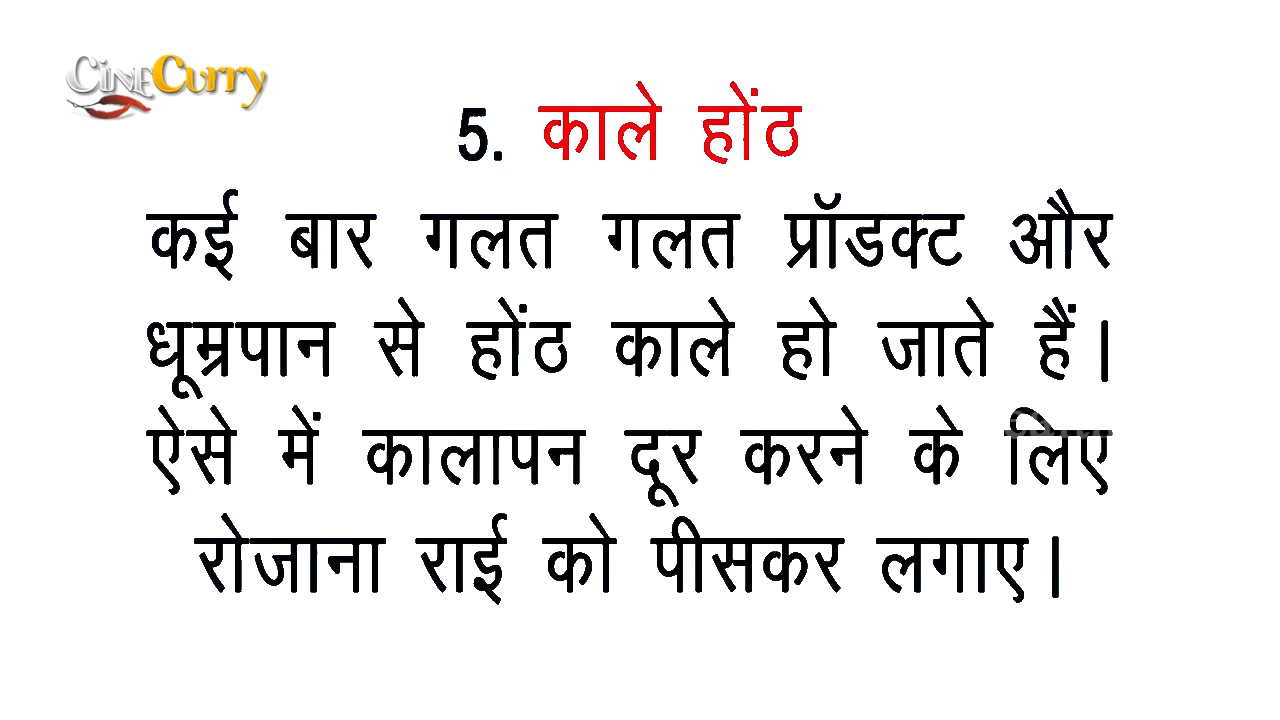 CineCurry
5. काले होंठ
कई बार गलत गलत प्रॉडक्ट और
धूम्रपान से होंठ काले हो जाते हैं।
ऐसे में कालापन दूर करने के लिए
रोजाना राई को पीसकर लगाए।